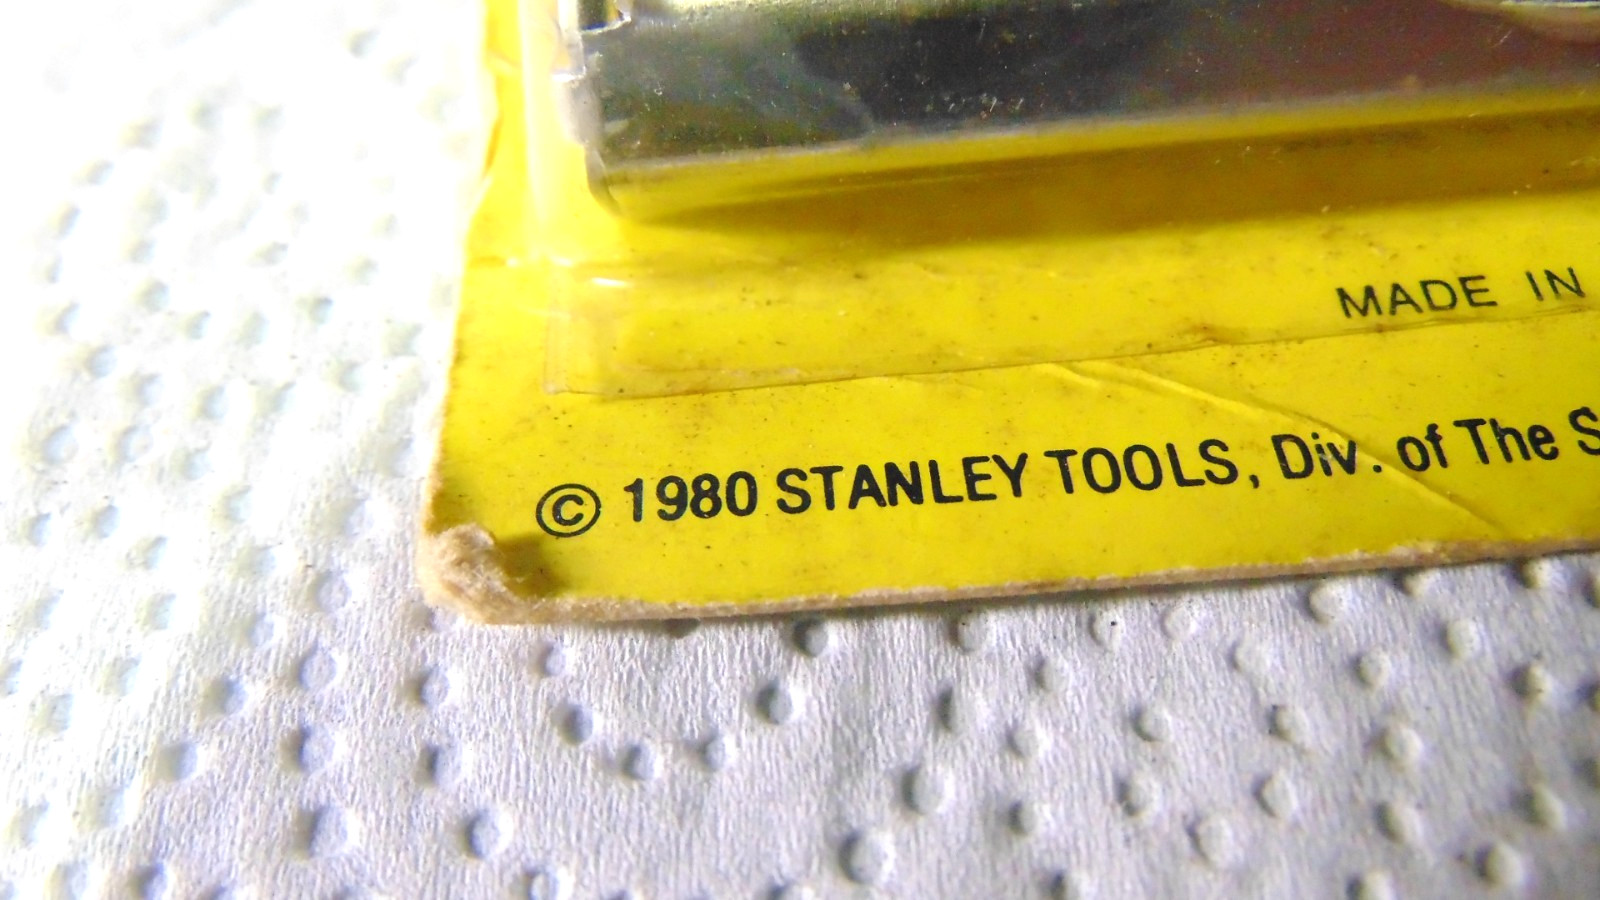 MADE IN
© 1980 STANLEY TOOLS, Div. of The S